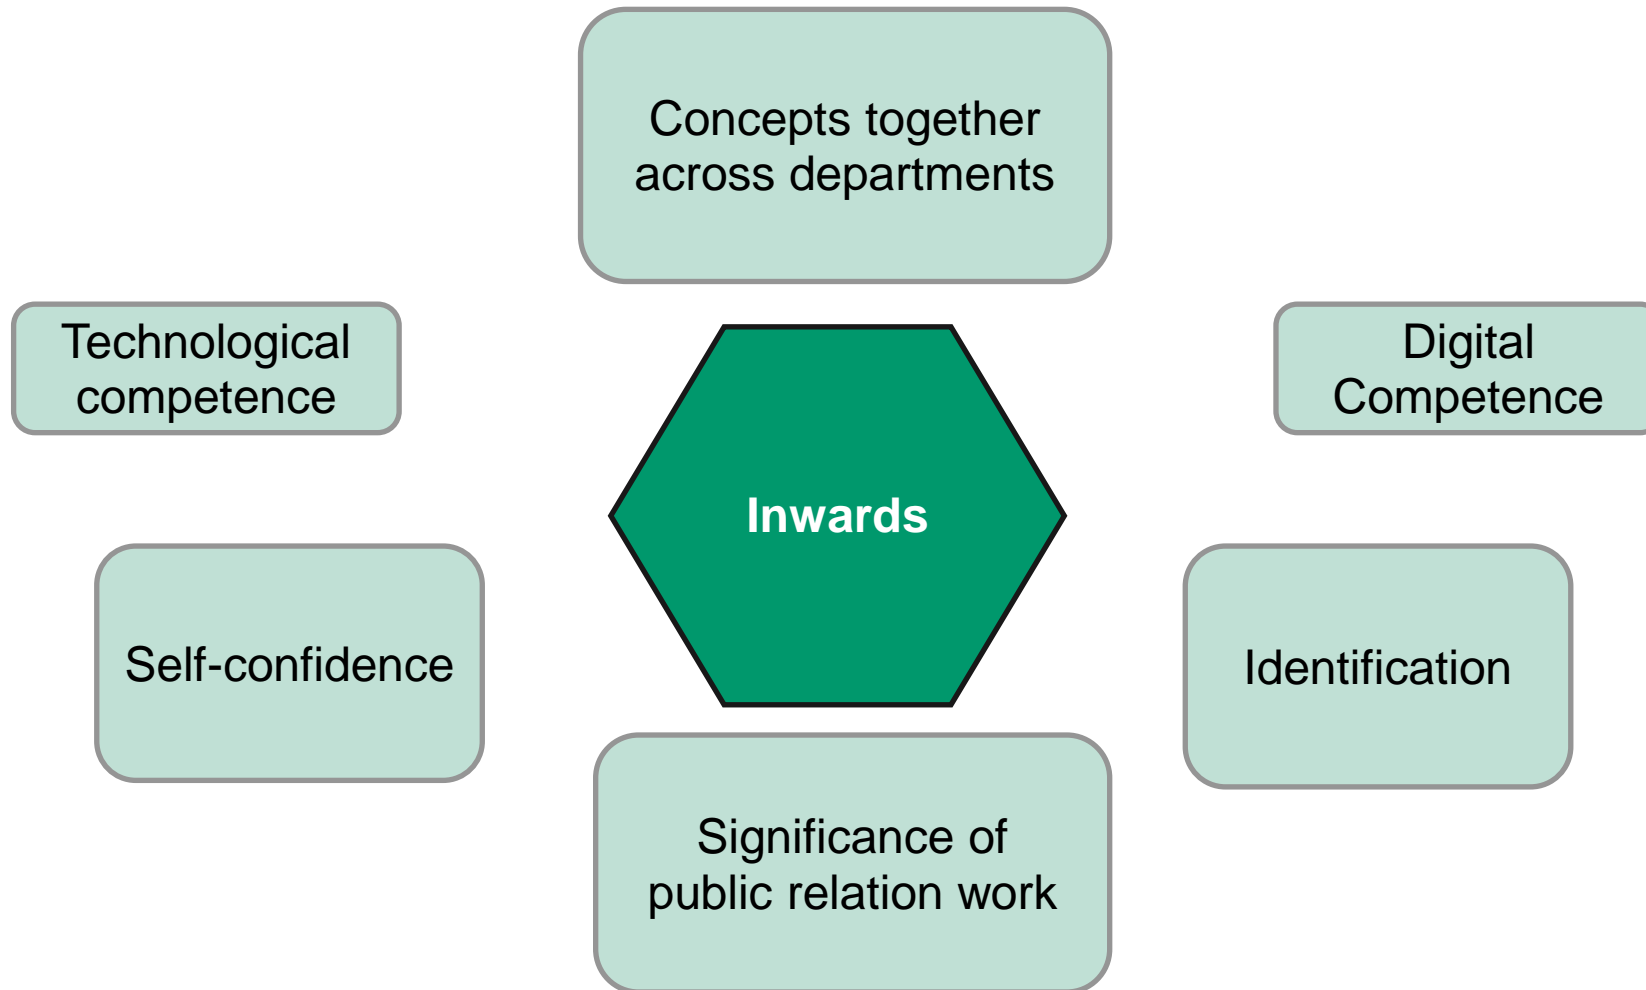 Concepts together
across departments
Technological
competence
Digital
Competence
Inwards
Self-confidence
Identification
Significance of
public relation work